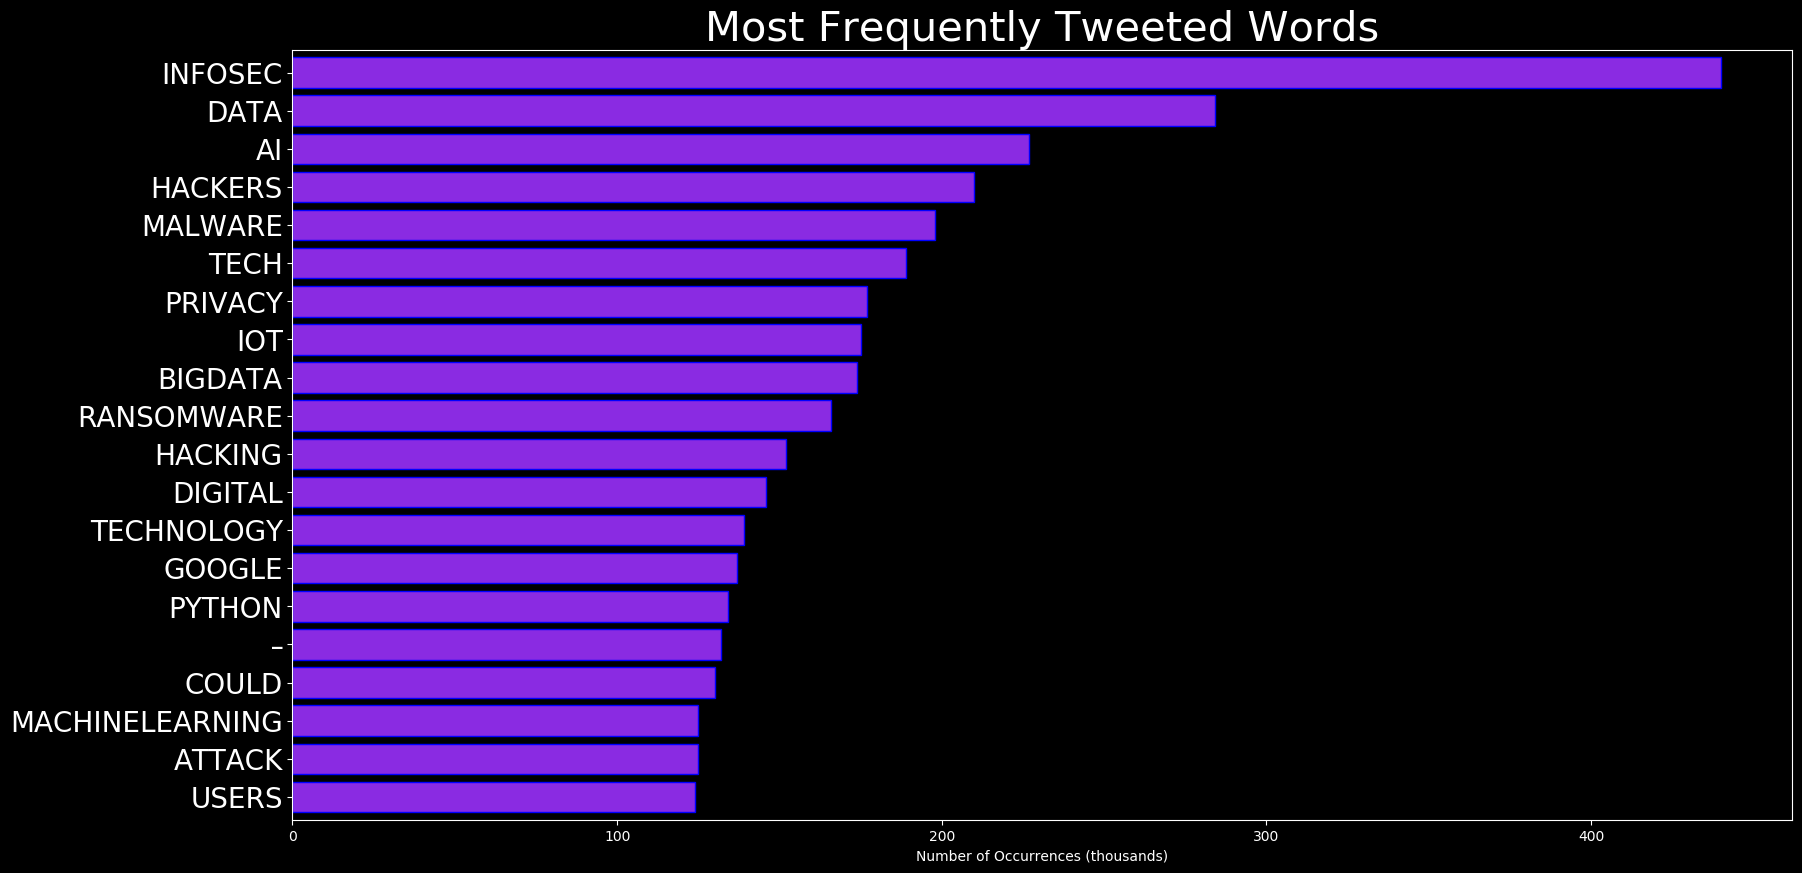 Most Frequently Tweeted Words
INFOSEC
DATA
AI
HACKERS
MALWARE
TECH
PRIVACY
IOT
BIGDATA
RANSOMWARE
HACKING
DIGITAL
TECHNOLOGY
GOOGLE
PYTHON
–
COULD
MACHINELEARNING
ATTACK
USERS
0 100 200 300 400
Number of Occurrences (thousands)